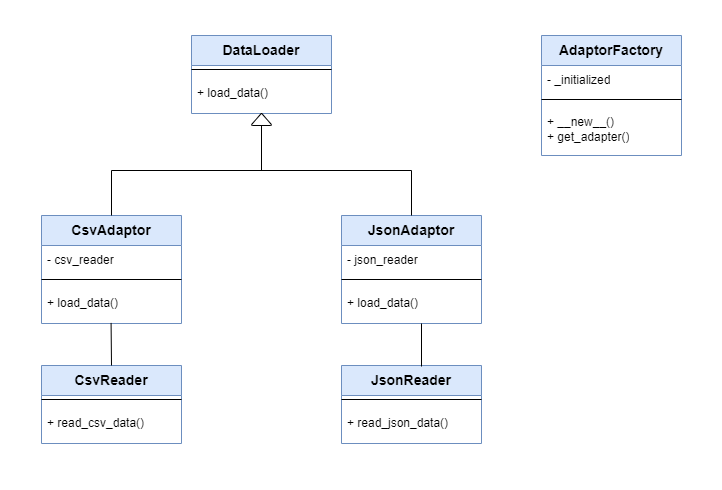 DataLoader
+ load_data()
AdaptorFactory
- _initialized
+ __new__()
+ get_adapter()
CsvAdaptor
- csv_reader
+ load_data()
JsonAdaptor
- json_reader
+ load_data()
CsvReader
+ read_csv_data()
JsonReader
+ read_json_data()